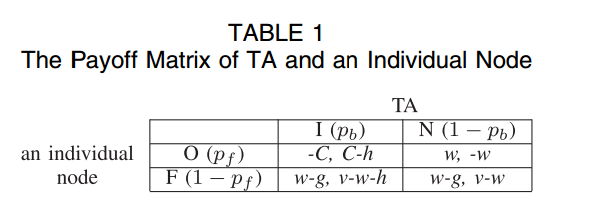 TABLE 1
The Payoff Matrix of TA and an Individual Node
TA
I (p_b) N (1 − p_b)
an individual O (p_f) -C, C-h w, -w
node F (1 − p_f) w-g, v-w-h w-g, v-w